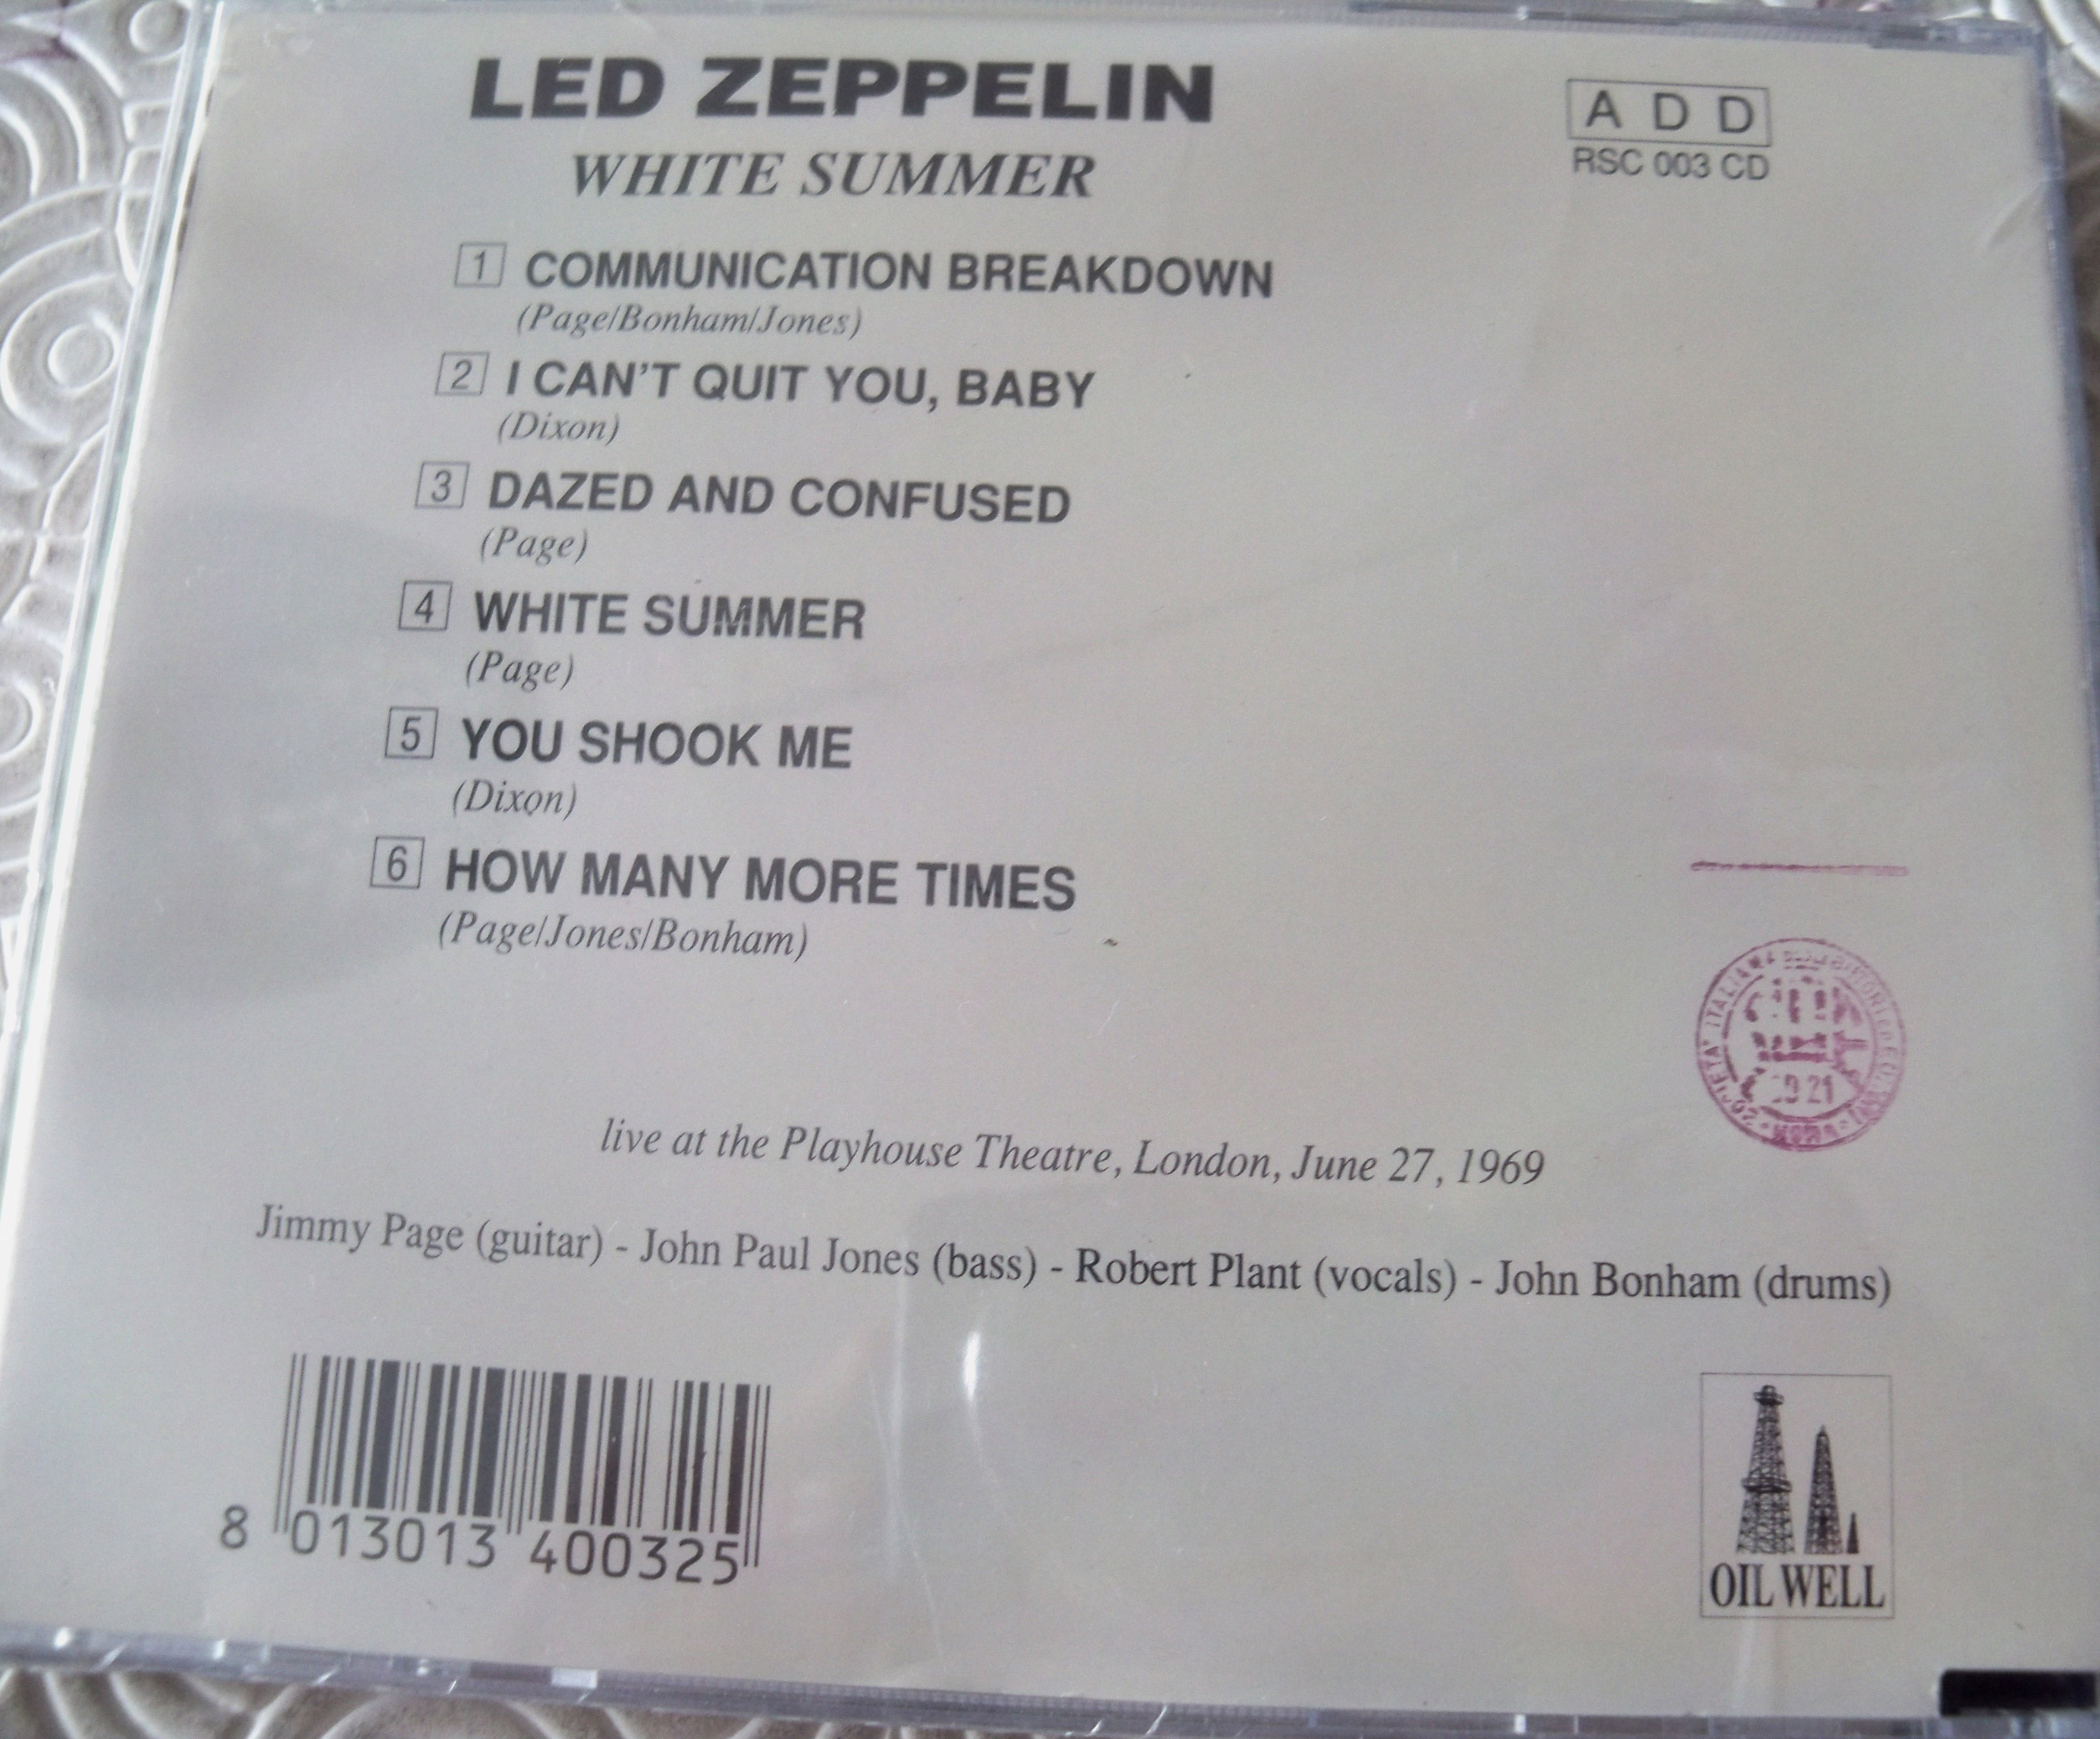 LED ZEPPELIN
WHITE SUMMER
A D D
RSC 003 CD
1 COMMUNICATION BREAKDOWN
(Page/Bonham/Jones)
2 I CAN'T QUIT YOU, BABY
(Dixon)
3 DAZED AND CONFUSED
(Page)
4 WHITE SUMMER
(Page)
5 YOU SHOOK ME
(Dixon)
6 HOW MANY MORE TIMES
(Page/Jones/Bonham)
ITALIANA
21
live at the Playhouse Theatre, London, June 27, 1969
Jimmy Page (guitar) - John Paul Jones (bass) - Robert Plant (vocals) - John Bonham (drums)
8 013013 400325
OIL WELL